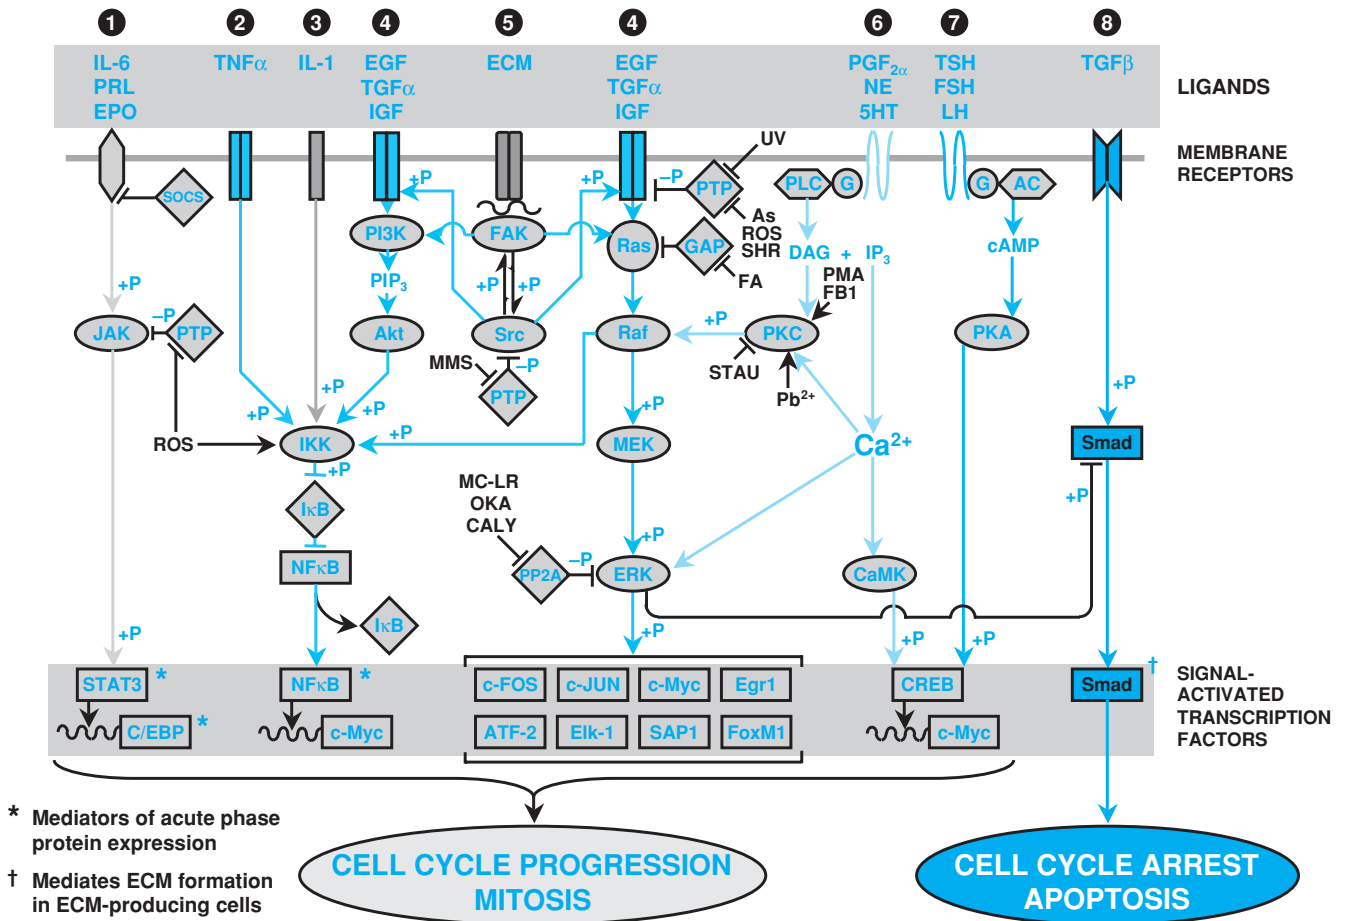 1 2 3 4 5 4 6 7 8
IL-6
PRL
EPO
TNFα
IL-1
EGF
TGFα
IGF
ECM
EGF
TGFα
IGF
PGF2α
NE
5HT
TSH
FSH
LH
TGFβ
LIGANDS
MEMBRANE
RECEPTORS
SOCS
+P
+P
–P
PTP
UV
As
ROS
SHR
PLC
G
G
AC
PI3K
FAK
Ras
GAP
FA
DAG + IP3
cAMP
PIP3
PMA
FB1
+P
+P
+P
JAK
–P
PTP
Akt
Src
Raf
+P
PKC
PKA
STAU
Pb2+
MMS
–P
PTP
+P
+P
+P
+P
+P
+P
ROS
IKK
MEK
Ca2+
Smad
+P
+P
IκB
MC-LR
OKA
CALY
NFκB
PP2A
–P
+P
ERK
CaMK
IκB
+P
+P
+P
+P
STAT3 *
C/EBP *
NFκB *
c-Myc
c-FOS c-JUN c-Myc Egr1
ATF-2 Elk-1 SAP1 FoxM1
CREB
c-Myc
Smad †
SIGNAL-
ACTIVATED
TRANSCRIPTION
FACTORS
* Mediators of acute phase
protein expression
† Mediates ECM formation
in ECM-producing cells
CELL CYCLE PROGRESSION
MITOSIS
CELL CYCLE ARREST
APOPTOSIS